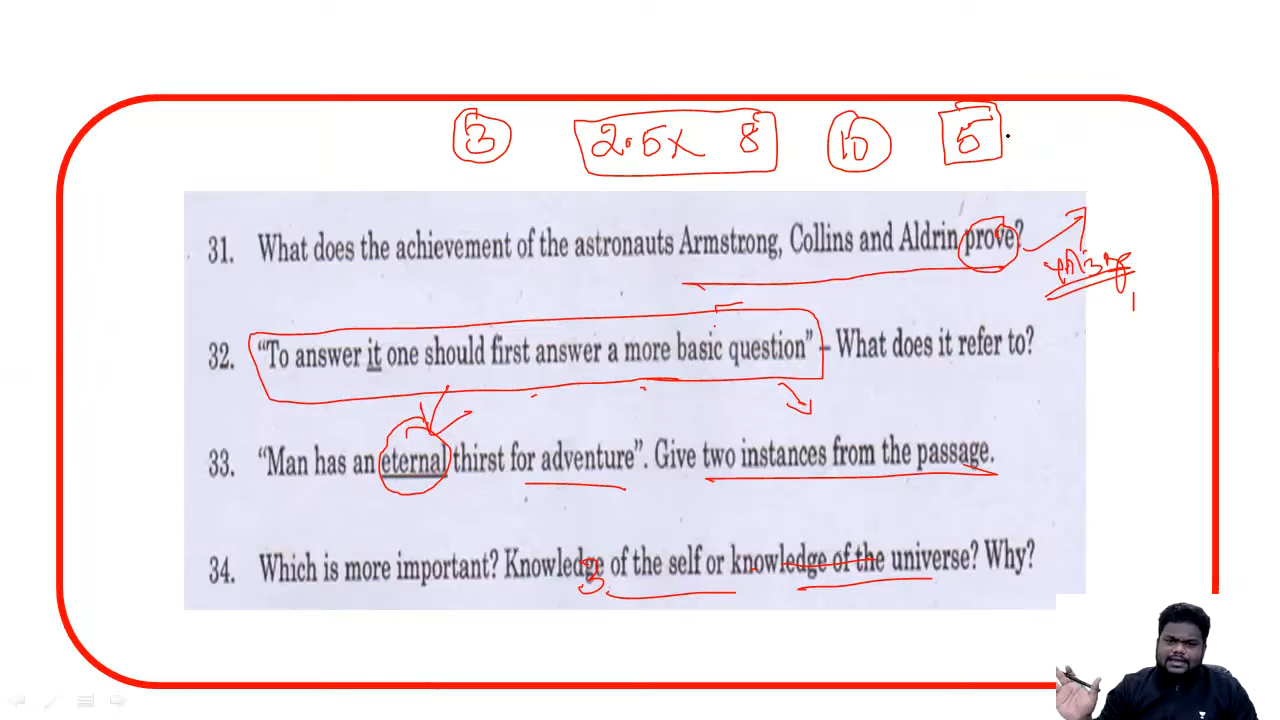 3 2.5x 8 10 5
31. What does the achievement of the astronauts Armstrong, Collins and Aldrin prove?
32. "To answer it one should first answer a more basic question" – What does it refer to?
33. "Man has an eternal thirst for adventure". Give two instances from the passage.
34. Which is more important? Knowledge of the self or knowledge of the universe? Why?